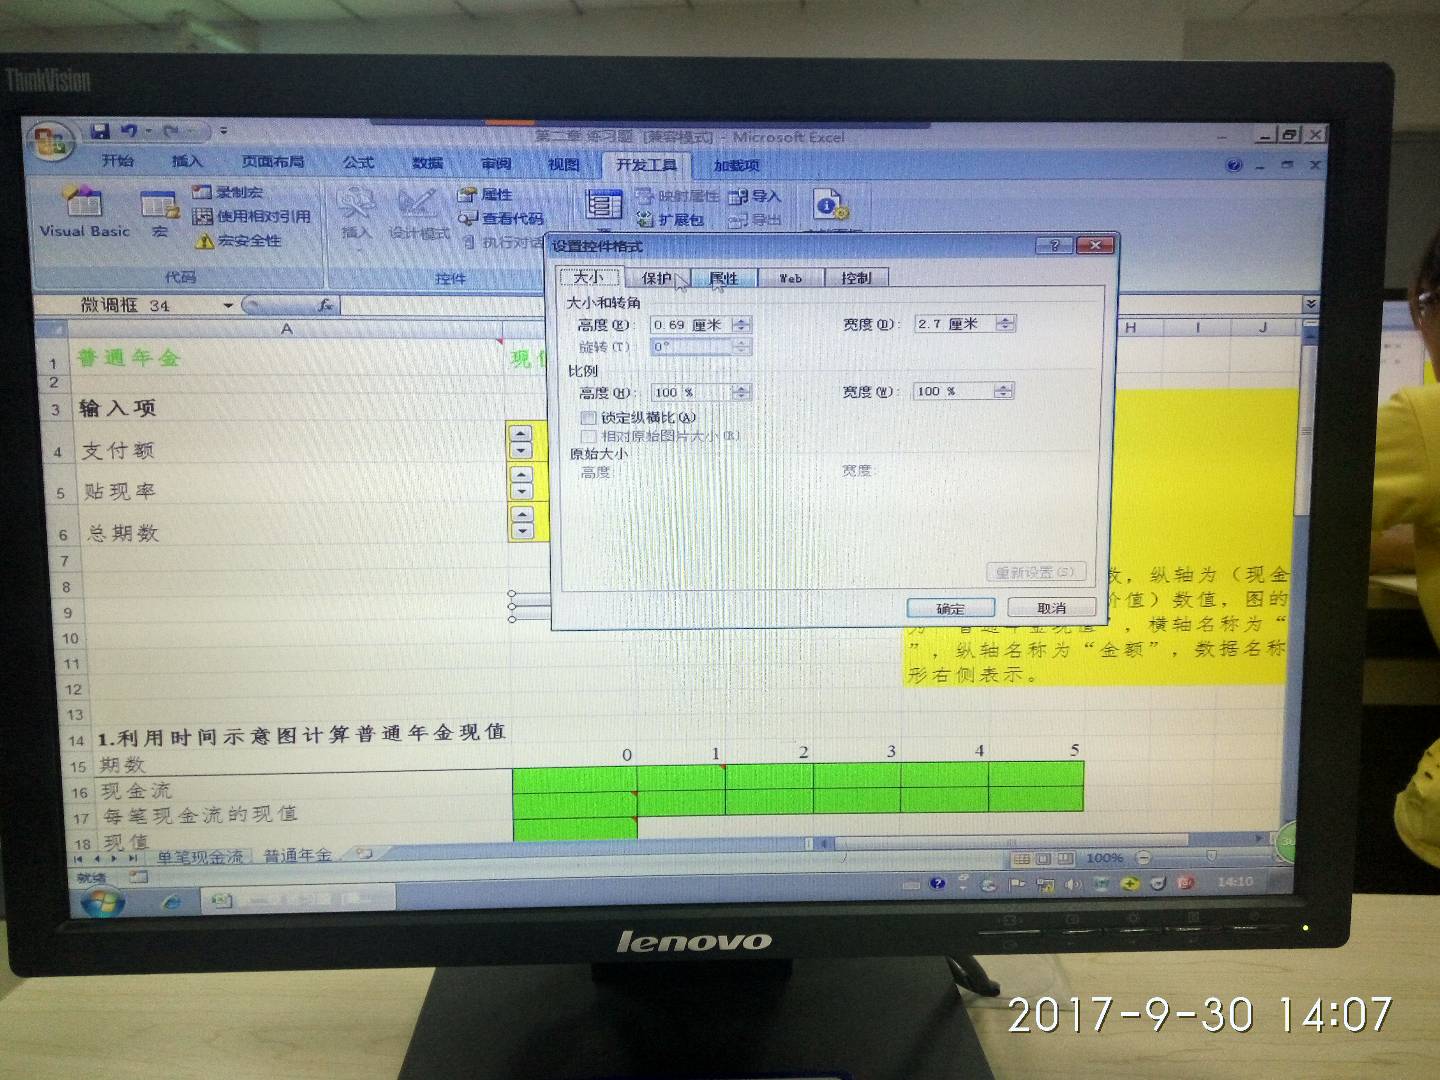 ThinkVision
第二章 练习题 [兼容模式] - Microsoft Excel
开始 插入 页面布局 公式 数据 审阅 视图 开发工具 加载项
Visual Basic
宏
录制宏
使用相对引用
宏安全性
代码
插入
设计模式
属性
查看代码
执行对话
控件
映射属性
扩展包
导入
导出
设置控件格式
大小 保护 属性 Web 控制
大小和转角
高度(E): 0.69 厘米 宽度(D): 2.7 厘米
旋转(T): 0°
比例
高度(H): 100 % 宽度(W): 100 %
锁定纵横比(A)
相对原始图片大小(R)
原始大小
高度: 宽度:
重新设置(S)
确定 取消
微调框 34 fx
A H I J
1 普通年金
2
3 输入项
4 支付额
5 贴现率
6 总期数
7
8
9
10
11
12
13
数，纵轴为（现金
价值）数值，图的
为“普通年金现值”，横轴名称为“
”，纵轴名称为“金额”，数据名称
形右侧表示。
14 1.利用时间示意图计算普通年金现值
15 期数 0 1 2 3 4 5
16 现金流
17 每笔现金流的现值
18 现值
单笔现金流 普通年金
就绪 100%
14:10
lenovo
2017-9-30 14:07